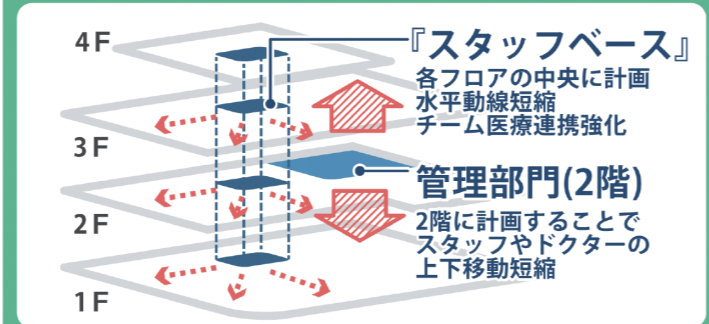 4F
『スタッフベース』
各フロアの中央に計画
水平動線短縮
チーム医療連携強化
3F
管理部門(2階)
2F
2階に計画することで
スタッフやドクターの
上下移動短縮
1F